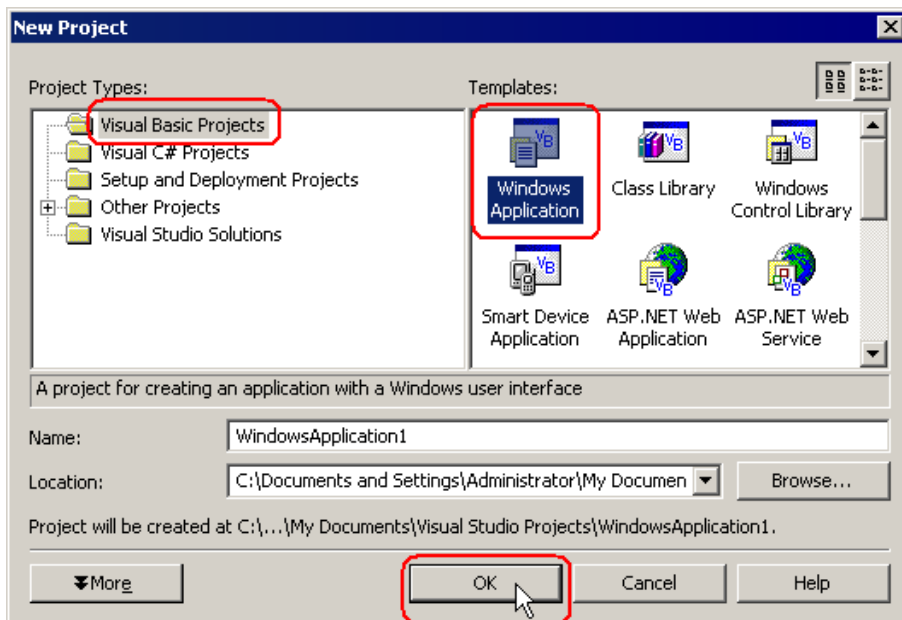 New Project
Project Types:
Templates:
Visual Basic Projects
Visual C# Projects
Setup and Deployment Projects
Other Projects
Visual Studio Solutions
Windows
Application
Class Library
Windows
Control Library
Smart Device
Application
ASP.NET Web
Application
ASP.NET Web
Service
A project for creating an application with a Windows user interface
Name:
WindowsApplication1
Location:
C:\Documents and Settings\Administrator\My Documen
Browse...
Project will be created at C:\...\My Documents\Visual Studio Projects\WindowsApplication1.
More
OK
Cancel
Help